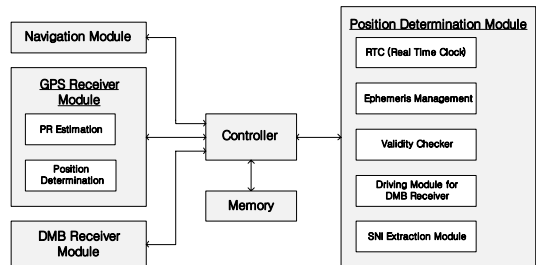 Navigation Module
GPS Receiver
Module
PR Estimation
Position
Determination
DMB Receiver
Module
Controller
Memory
Position Determination Module
RTC (Real Time Clock)
Ephemeris Management
Validity Checker
Driving Module for
DMB Receiver
SNI Extraction Module